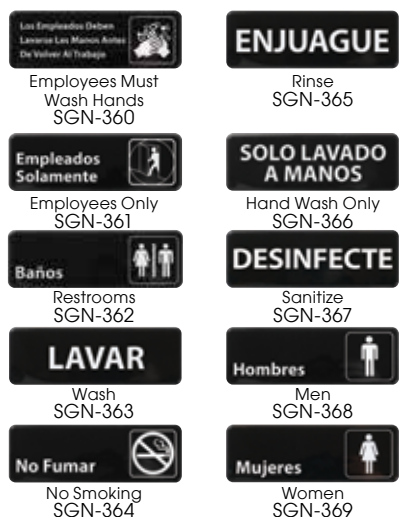 Los Empleados Deben
Lavarse Las Manos Antes
De Volver Al Trabajo
Employees Must
Wash Hands
SGN-360
Empleados
Solamente
Employees Only
SGN-361
Baños
Restrooms
SGN-362
LAVAR
Wash
SGN-363
No Fumar
No Smoking
SGN-364
ENJUAGUE
Rinse
SGN-365
SOLO LAVADO
A MANOS
Hand Wash Only
SGN-366
DESINFECTE
Sanitize
SGN-367
Hombres
Men
SGN-368
Mujeres
Women
SGN-369